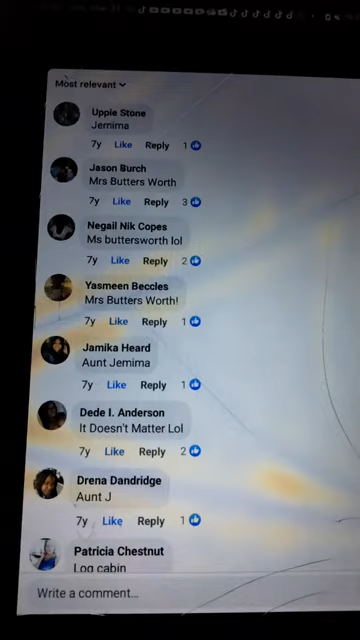 Most relevant
Uppie Stone
Jemima
7y Like Reply 1
Jason Burch
Mrs Butters Worth
7y Like Reply 3
Negail Nik Copes
Ms buttersworth lol
7y Like Reply 2
Yasmeen Beccles
Mrs Butters Worth!
7y Like Reply 1
Jamika Heard
Aunt Jemima
7y Like Reply 1
Dede I. Anderson
It Doesn't Matter Lol
7y Like Reply 2
Drena Dandridge
Aunt J
7y Like Reply 1
Patricia Chestnut
Log cabin
Write a comment...